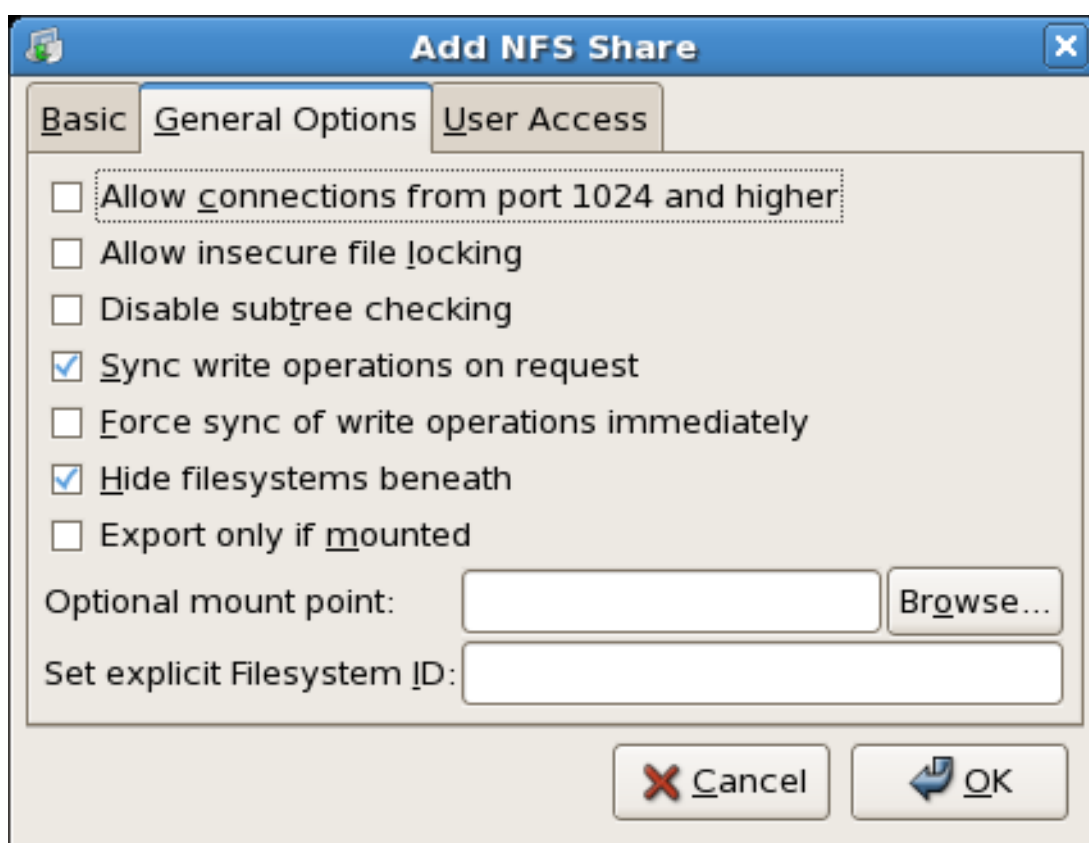 Add NFS Share
Basic General Options User Access
Allow connections from port 1024 and higher
Allow insecure file locking
Disable subtree checking
Sync write operations on request
Force sync of write operations immediately
Hide filesystems beneath
Export only if mounted
Optional mount point: Browse...
Set explicit Filesystem ID:
Cancel OK